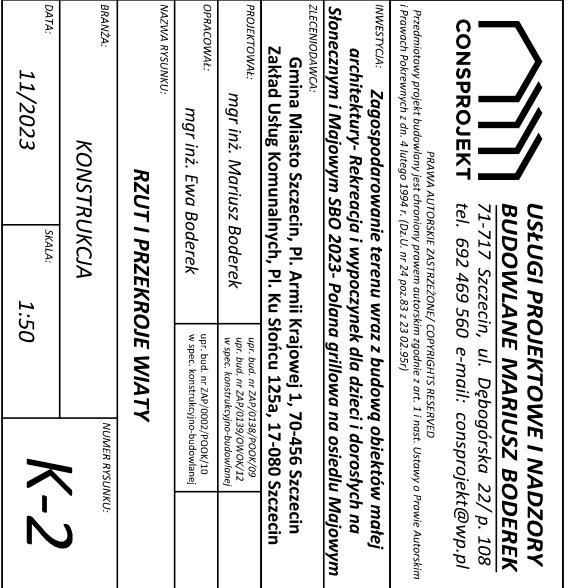 CONSPROJEKT
USŁUGI PROJEKTOWE I NADZORY
BUDOWLANE MARIUSZ BODEREK
71-717 Szczecin, ul. Dębogórska 22/ p. 108
tel. 692 469 560 e-mail: consprojekt@wp.pl
PRAWA AUTORSKIE ZASTRZEŻONE/ COPYRIGHTS RESERVED
Przedmiotowy projekt budowlany jest chroniony prawem autorskim zgodnie z art. 1 i nast. Ustawy o Prawie Autorskim
i Prawach Pokrewnych z dn. 4 lutego 1994 r. (Dz.U. nr 24 poz.83 z 23.02.95r)
INWESTYCJA:
Zagospodarowanie terenu wraz z budową obiektów małej
architektury- Rekreacja i wypoczynek dla dzieci i dorosłych na
Słonecznym i Majowym SBO 2023- Polana grillowa na osiedlu Majowym
ZLECENIODAWCA:
Gmina Miasto Szczecin, Pl. Armii Krajowej 1, 70-456 Szczecin
Zakład Usług Komunalnych, Pl. Ku Słońcu 125a, 17-080 Szczecin
PROJEKTOWAŁ:
mgr inż. Mariusz Boderek
upr. bud. nr ZAP/0138/POOK/09
upr. bud. nr ZAP/0139/OWOK/12
w spec. konstrukcyjno-budowlanej
OPRACOWAŁ:
mgr inż. Ewa Boderek
upr. bud. nr ZAP/0002/POOK/10
w spec. konstrukcyjno-budowlanej
NAZWA RYSUNKU:
RZUT I PRZEKROJE WIATY
BRANŻA:
KONSTRUKCJA
NUMER RYSUNKU:
K-2
DATA:
11/2023
SKALA:
1:50